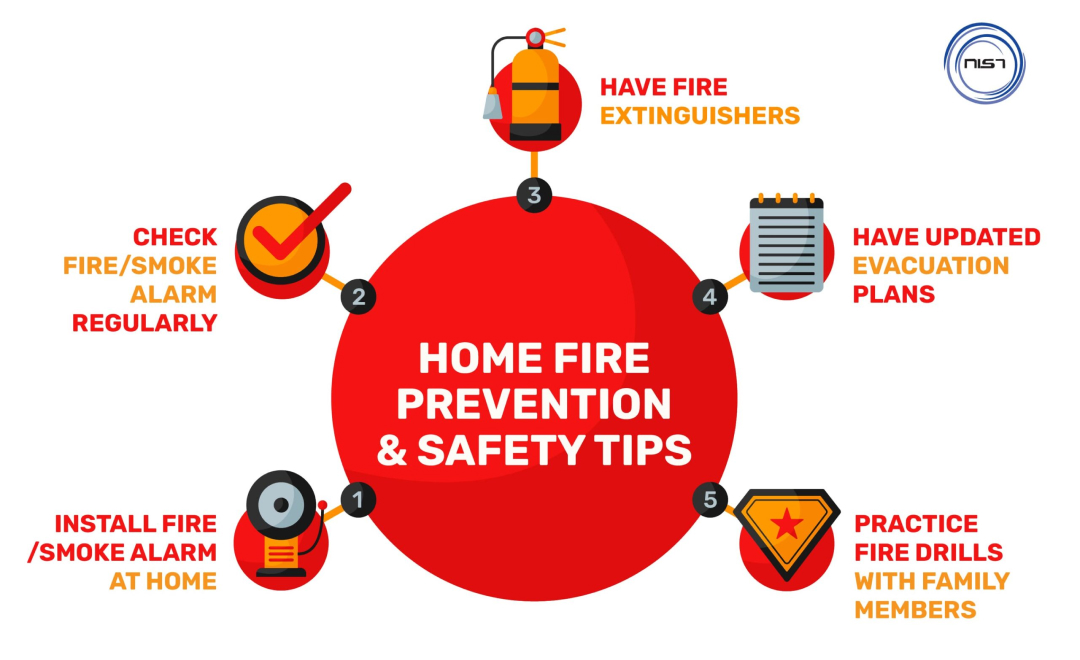 HOME FIRE
PREVENTION
& SAFETY TIPS
1
INSTALL FIRE
/SMOKE ALARM
AT HOME
2
CHECK
FIRE/SMOKE
ALARM
REGULARLY
3
HAVE FIRE
EXTINGUISHERS
4
HAVE UPDATED
EVACUATION
PLANS
5
PRACTICE
FIRE DRILLS
WITH FAMILY
MEMBERS
NIST